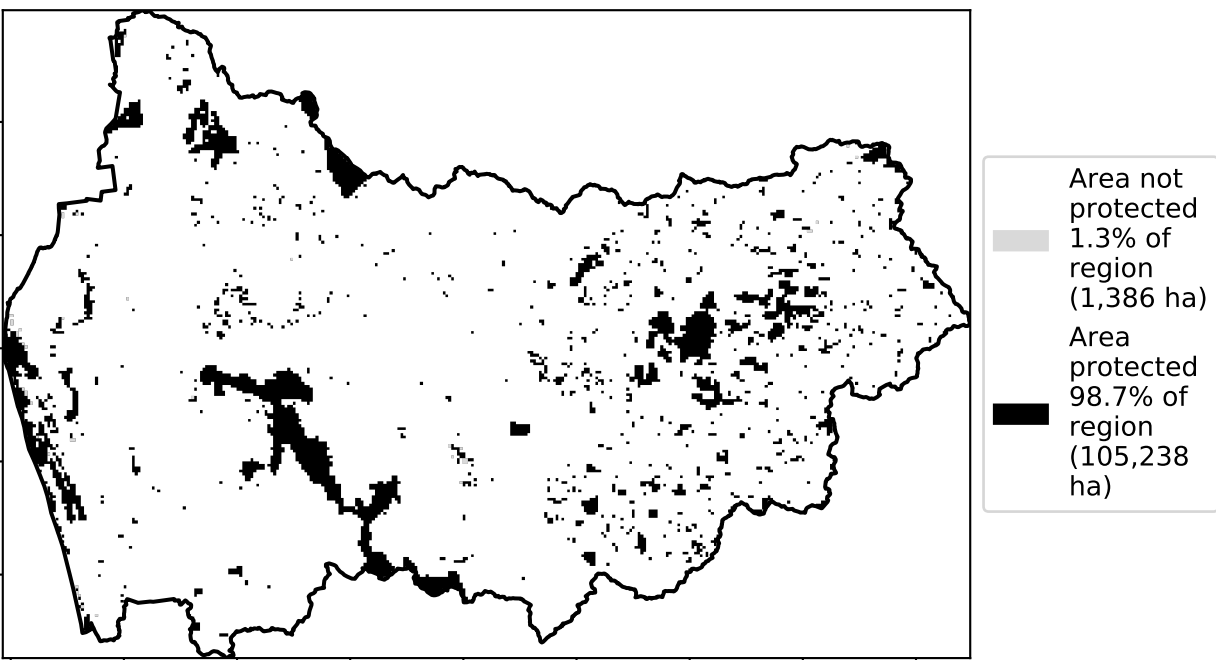 Area not
protected
1.3% of
region
(1,386 ha)
Area
protected
98.7% of
region
(105,238
ha)